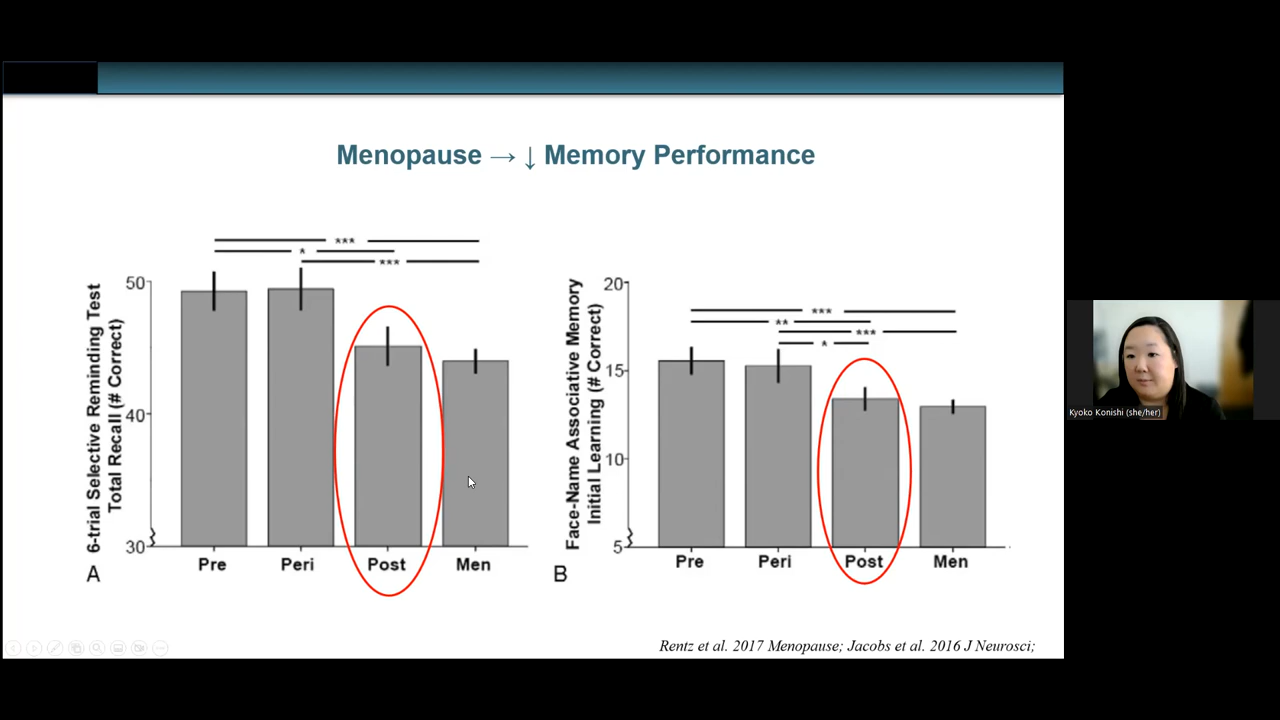 Menopause → ↓ Memory Performance
***
*
***
50
40
30
6-trial Selective Reminding Test
Total Recall (# Correct)
Pre Peri Post Men
A
***
**
***
*
20
15
10
5
Face-Name Associative Memory
Initial Learning (# Correct)
Pre Peri Post Men
B
Rentz et al. 2017 Menopause; Jacobs et al. 2016 J Neurosci;
Kyoko Konishi (she/her)